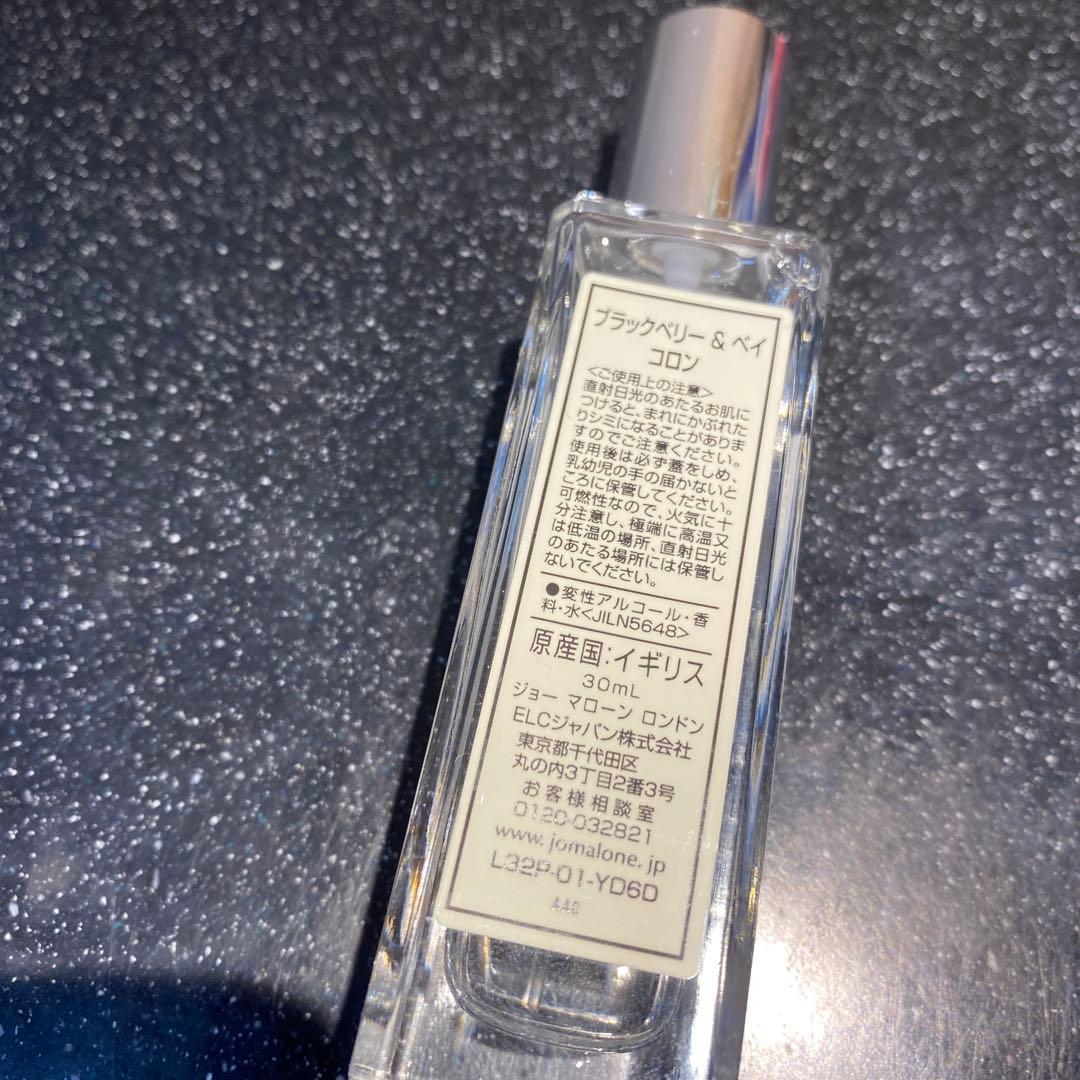 ブラックベリー & ベイ
コロン
<ご使用上の注意>
直射日光のあたるお肌に
つけると、まれにかぶれた
りシミになることがありま
すのでご注意ください。
使用後は必ず蓋をしめ、
乳幼児の手の届かないと
ころに保管してください。
可燃性なので、火気に十
分注意し、極端に高温又
は低温の場所、直射日光
のあたる場所には保管し
ないでください。
●変性アルコール・香
料・水<JILN5648>
原産国:イギリス
30mL
ジョー マローン ロンドン
ELCジャパン株式会社
東京都千代田区
丸の内3丁目2番3号
お客様相談室
0120-032821
www.jomalone.jp
L32P-01-YD6D